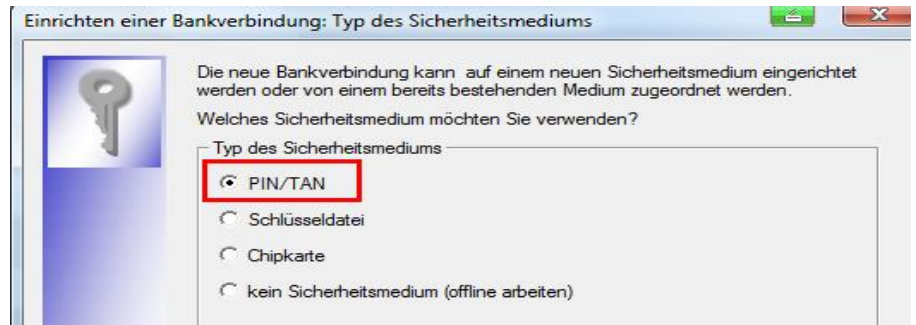 Einrichten einer Bankverbindung: Typ des Sicherheitsmediums
Die neue Bankverbindung kann auf einem neuen Sicherheitsmedium eingerichtet
werden oder von einem bereits bestehenden Medium zugeordnet werden.
Welches Sicherheitsmedium möchten Sie verwenden?
Typ des Sicherheitsmediums
PIN/TAN
Schlüsseldatei
Chipkarte
kein Sicherheitsmedium (offline arbeiten)